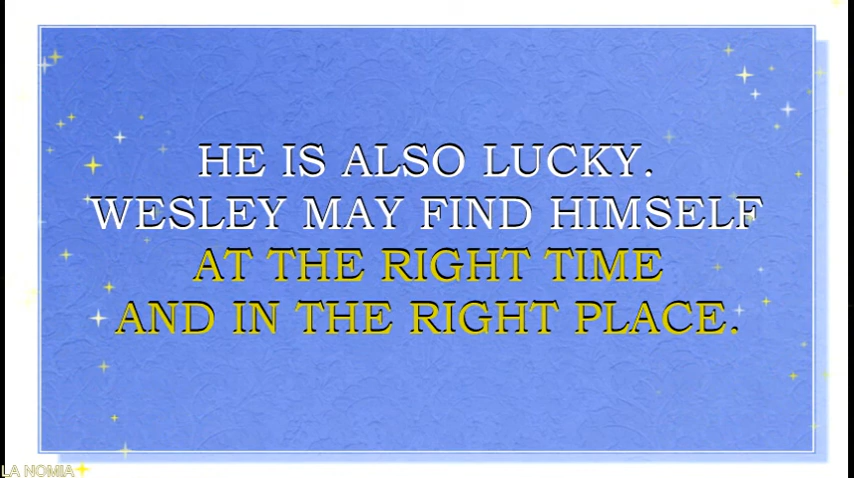 HE IS ALSO LUCKY.
WESLEY MAY FIND HIMSELF
AT THE RIGHT TIME
AND IN THE RIGHT PLACE.
LA NOMIA